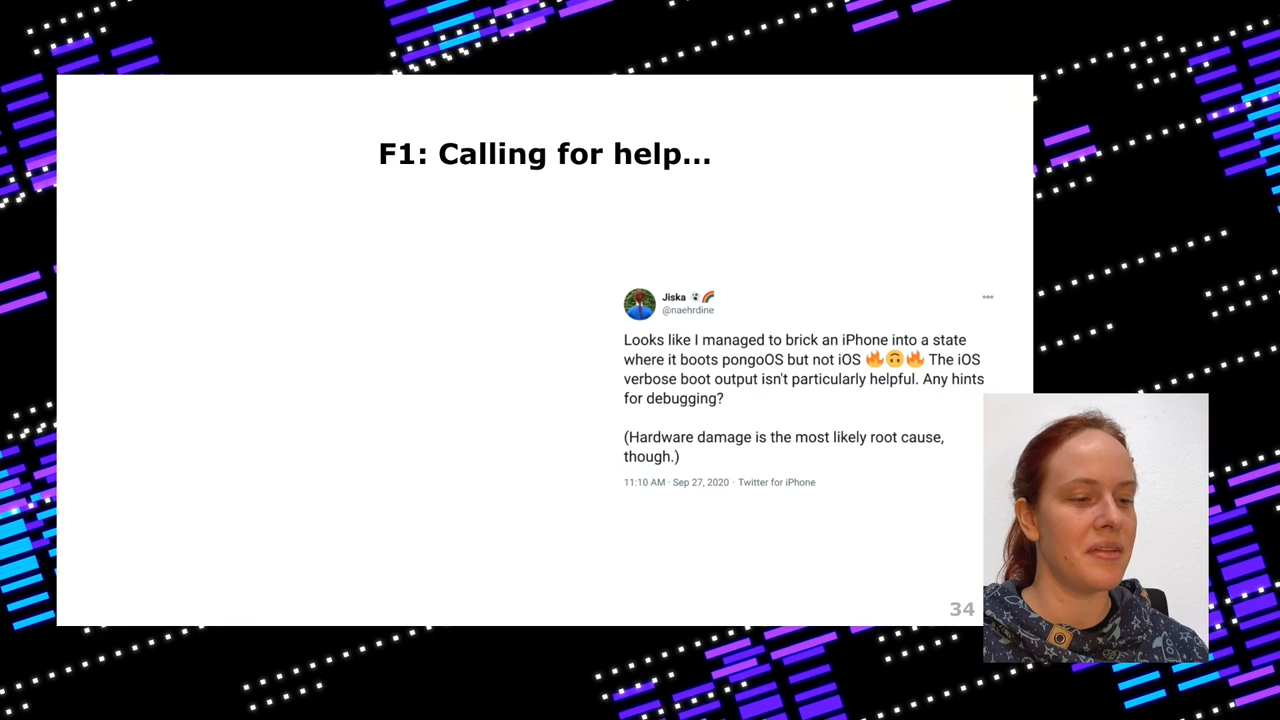 F1: Calling for help...
Jiska
@naehrdine
Looks like I managed to brick an iPhone into a state
where it boots pongoOS but not iOS 🔥🙃🔥 The iOS
verbose boot output isn't particularly helpful. Any hints
for debugging?
(Hardware damage is the most likely root cause,
though.)
11:10 AM · Sep 27, 2020 · Twitter for iPhone
34